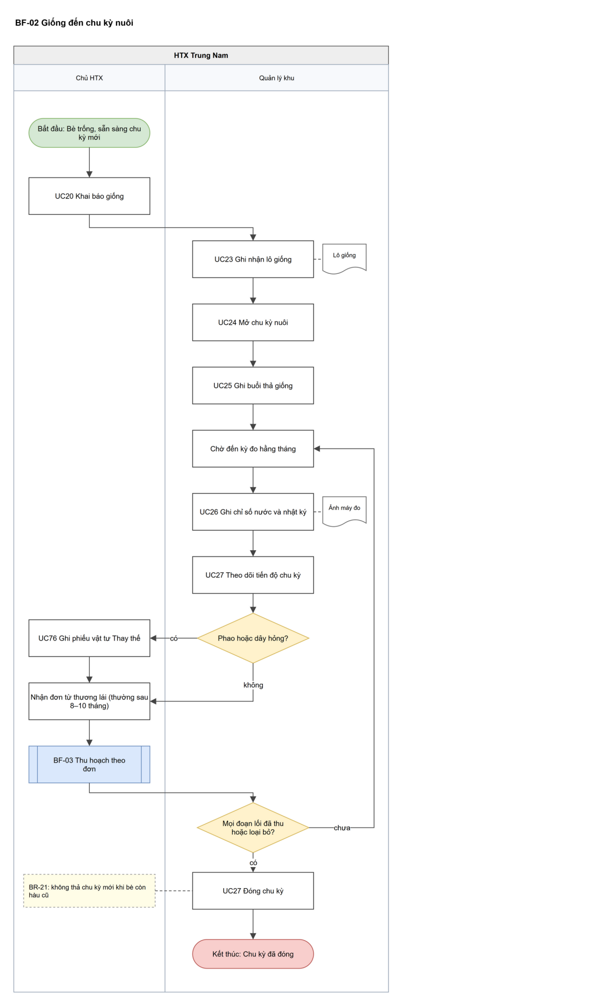 BF-02 Giống đến chu kỳ nuôi
HTX Trung Nam
Chủ HTX
Quản lý khu
Bắt đầu: Bè trống, sẵn sàng chu
kỳ mới
UC20 Khai báo giống
UC23 Ghi nhận lô giống
Lô giống
UC24 Mở chu kỳ nuôi
UC25 Ghi buổi thả giống
Chờ đến kỳ đo hằng tháng
UC26 Ghi chỉ số nước và nhật ký
Ảnh máy đo
UC27 Theo dõi tiến độ chu kỳ
UC76 Ghi phiếu vật tư Thay thế
có
Phao hoặc dây hỏng?
không
Nhận đơn từ thương lái (thường sau
8–10 tháng)
BF-03 Thu hoạch theo
đơn
Mọi đoạn lối đã thu
hoặc loại bỏ?
chưa
có
BR-21: không thả chu kỳ mới khi bè còn
hàu cũ
UC27 Đóng chu kỳ
Kết thúc: Chu kỳ đã đóng